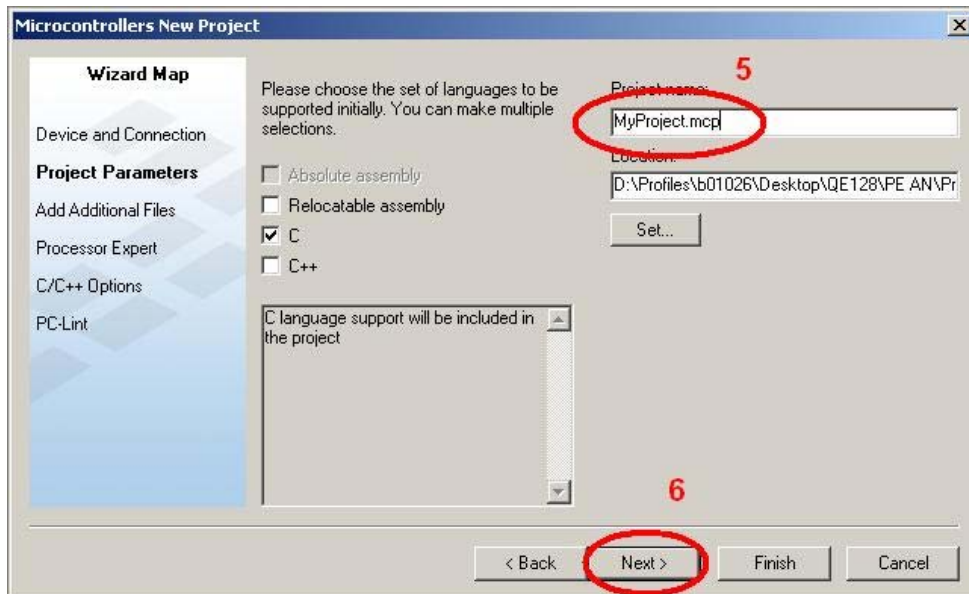 Microcontrollers New Project
Wizard Map
Device and Connection
Project Parameters
Add Additional Files
Processor Expert
C/C++ Options
PC-Lint
Please choose the set of languages to be
supported initially. You can make multiple
selections.
Absolute assembly
Relocatable assembly
C
C++
C language support will be included in
the project
5
Project name:
MyProject.mcp
Location:
D:\Profiles\b01026\Desktop\QE128\PE AN\Pr
Set...
6
< Back
Next >
Finish
Cancel